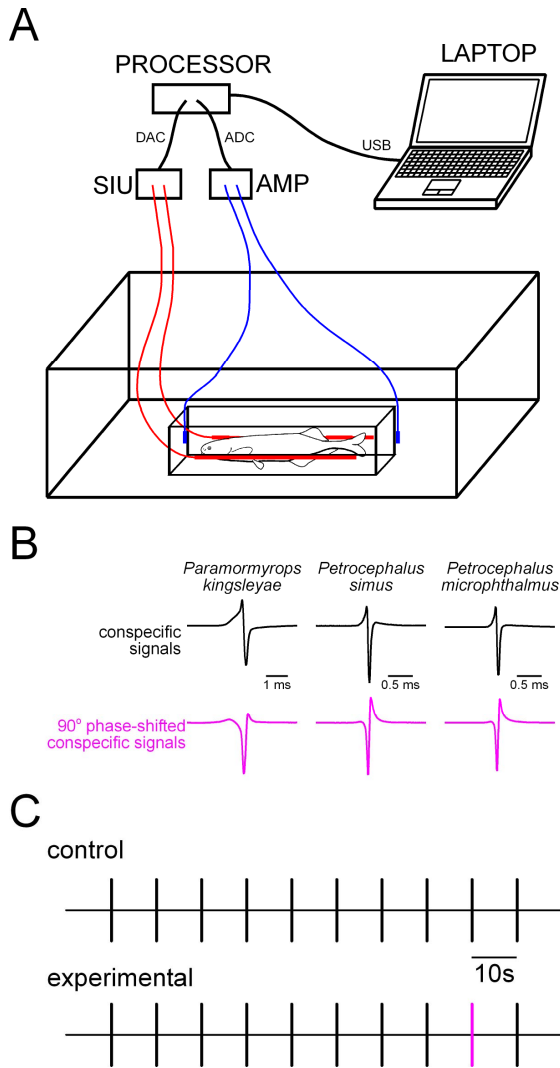 A
PROCESSOR
LAPTOP
DAC
ADC
USB
SIU
AMP
B
Paramormyrops
kingsleyae
Petrocephalus
simus
Petrocephalus
microphthalmus
conspecific
signals
1 ms
0.5 ms
0.5 ms
90° phase-shifted
conspecific signals
C
control
10s
experimental